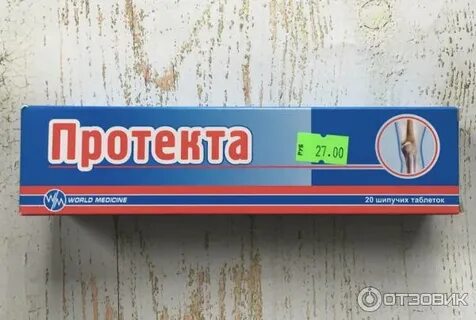 Протекта
27.00
WORLD MEDICINE
20 шипучих таблеток
ОТЗОВИК